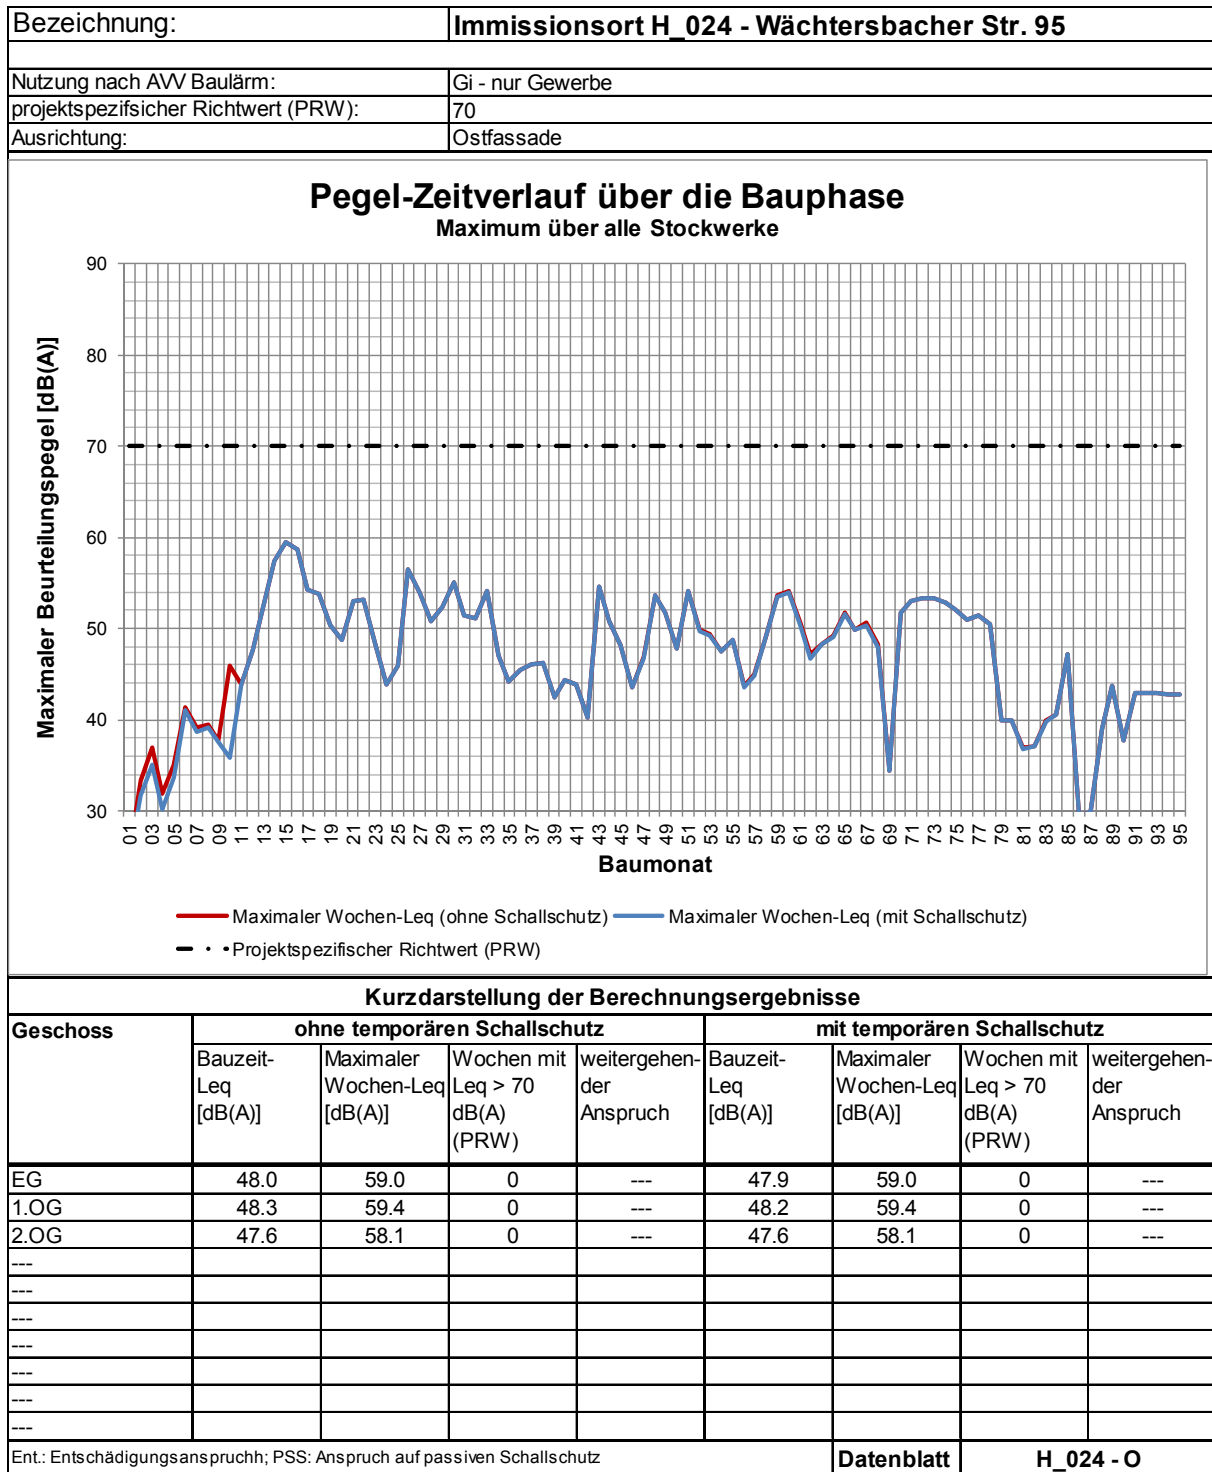 Bezeichnung: Immissionsort H_024 - Wächtersbacher Str. 95
Nutzung nach AVV Baulärm: Gi - nur Gewerbe
projektspezifsicher Richtwert (PRW): 70
Ausrichtung: Ostfassade
Pegel-Zeitverlauf über die Bauphase
Maximum über alle Stockwerke
Maximaler Beurteilungspegel [dB(A)]
90
80
70
60
50
40
30
01 03 05 07 09 11 13 15 17 19 21 23 25 27 29 31 33 35 37 39 41 43 45 47 49 51 53 55 57 59 61 63 65 67 69 71 73 75 77 79 81 83 85 87 89 91 93 95
Baumonat
Maximaler Wochen-Leq (ohne Schallschutz) Maximaler Wochen-Leq (mit Schallschutz)
Projektspezifischer Richtwert (PRW)
Kurzdarstellung der Berechnungsergebnisse
Geschoss ohne temporären Schallschutz mit temporären Schallschutz
Bauzeit- Maximaler Wochen mit weitergehen- Bauzeit- Maximaler Wochen mit weitergehen-
Leq Wochen-Leq Leq > 70 der Leq Wochen-Leq Leq > 70 der
[dB(A)] [dB(A)] dB(A) Anspruch [dB(A)] [dB(A)] dB(A) Anspruch
(PRW) (PRW)
EG 48.0 59.0 0 --- 47.9 59.0 0 ---
1.OG 48.3 59.4 0 --- 48.2 59.4 0 ---
2.OG 47.6 58.1 0 --- 47.6 58.1 0 ---
---
---
---
---
---
---
---
Ent.: Entschädigungsanspruchh; PSS: Anspruch auf passiven Schallschutz Datenblatt H_024 - O